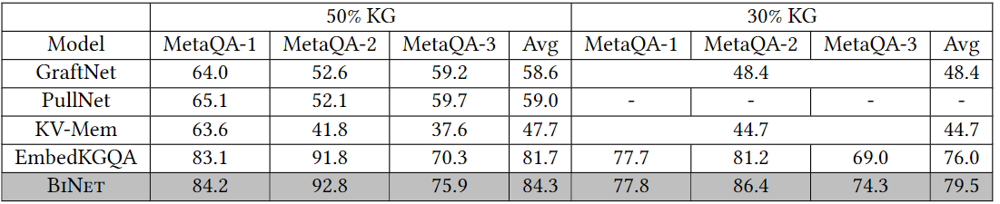 50% KG 30% KG
Model MetaQA-1 MetaQA-2 MetaQA-3 Avg MetaQA-1 MetaQA-2 MetaQA-3 Avg
GraftNet 64.0 52.6 59.2 58.6 48.4 48.4
PullNet 65.1 52.1 59.7 59.0 - - - -
KV-Mem 63.6 41.8 37.6 47.7 44.7 44.7
EmbedKGQA 83.1 91.8 70.3 81.7 77.7 81.2 69.0 76.0
BiNet 84.2 92.8 75.9 84.3 77.8 86.4 74.3 79.5